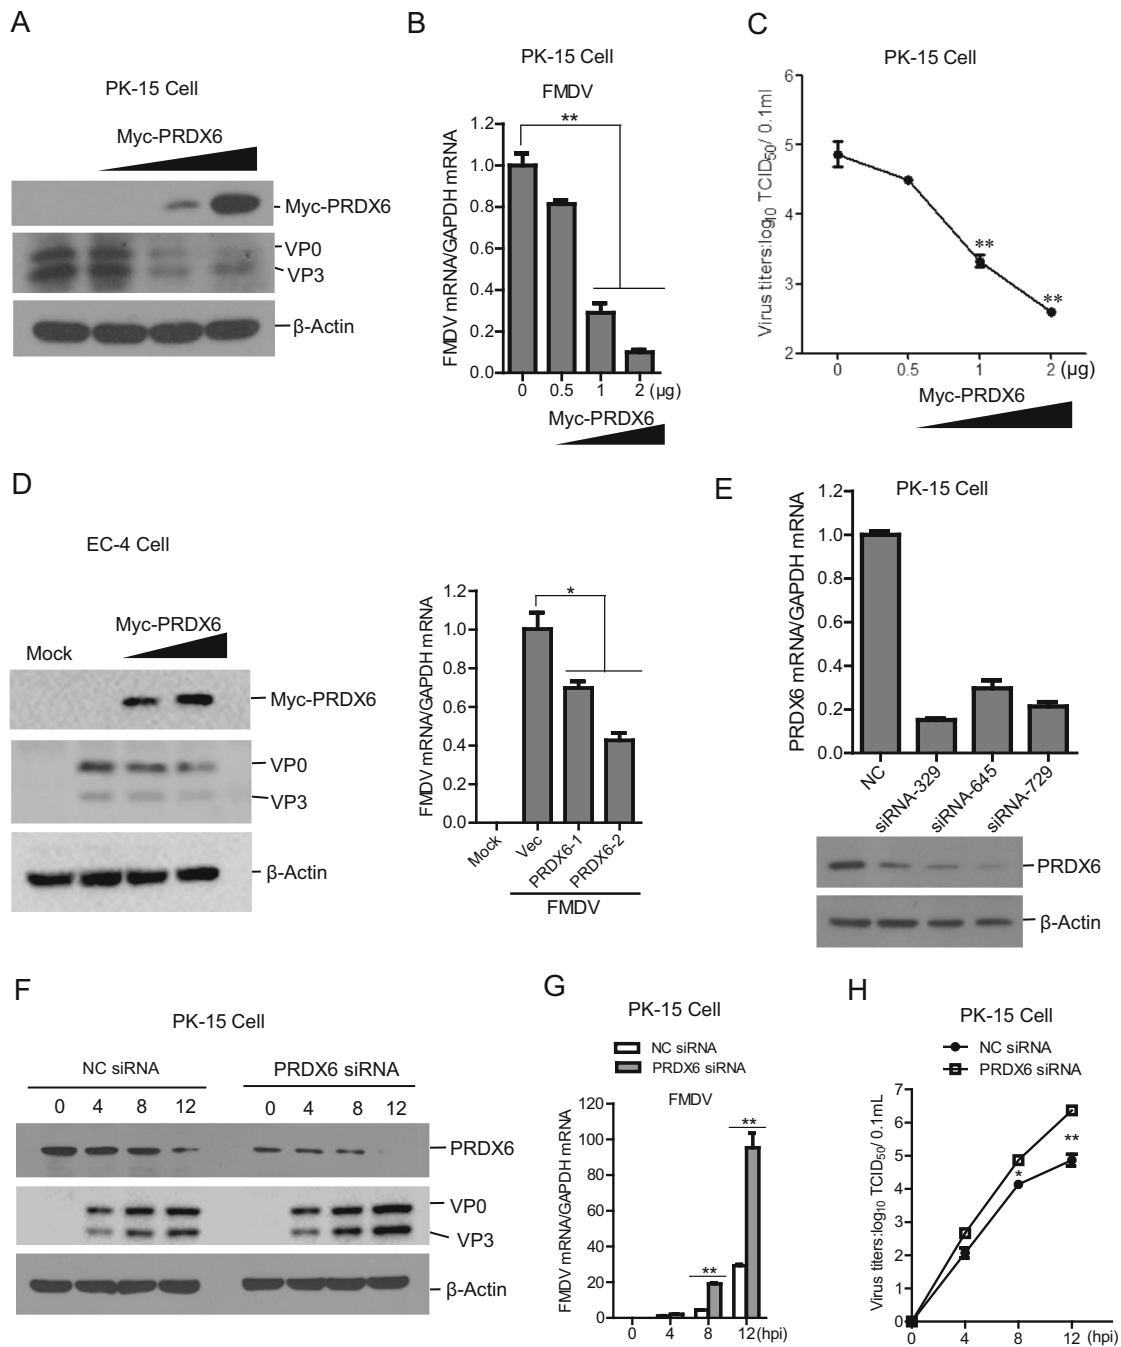 A
PK-15 Cell
Myc-PRDX6
Myc-PRDX6
VP0
VP3
β-Actin
B
PK-15 Cell
FMDV
FMDV mRNA/GAPDH mRNA
1.2
1.0
0.8
0.6
0.4
0.2
0.0
**
0 0.5 1 2 (μg)
Myc-PRDX6
C
PK-15 Cell
Virus titers:log10 TCID50/ 0.1ml
6
5
4
3
2
**
**
0 0.5 1 2 (μg)
Myc-PRDX6
D
EC-4 Cell
Myc-PRDX6
Mock
Myc-PRDX6
VP0
VP3
β-Actin
FMDV mRNA/GAPDH mRNA
1.2
1.0
0.8
0.6
0.4
0.2
0.0
*
Mock Vec PRDX6-1 PRDX6-2
FMDV
E
PK-15 Cell
PRDX6 mRNA/GAPDH mRNA
1.2
1.0
0.8
0.6
0.4
0.2
0.0
NC siRNA-329 siRNA-645 siRNA-729
PRDX6
β-Actin
F
PK-15 Cell
NC siRNA PRDX6 siRNA
0 4 8 12 0 4 8 12
PRDX6
VP0
VP3
β-Actin
G
PK-15 Cell
NC siRNA
PRDX6 siRNA
FMDV
FMDV mRNA/GAPDH mRNA
120
100
80
60
40
20
0
**
**
0 4 8 12(hpi)
H
PK-15 Cell
NC siRNA
PRDX6 siRNA
Virus titers:log10 TCID50/ 0.1mL
7
6
5
4
3
2
1
0
*
**
0 4 8 12 (hpi)